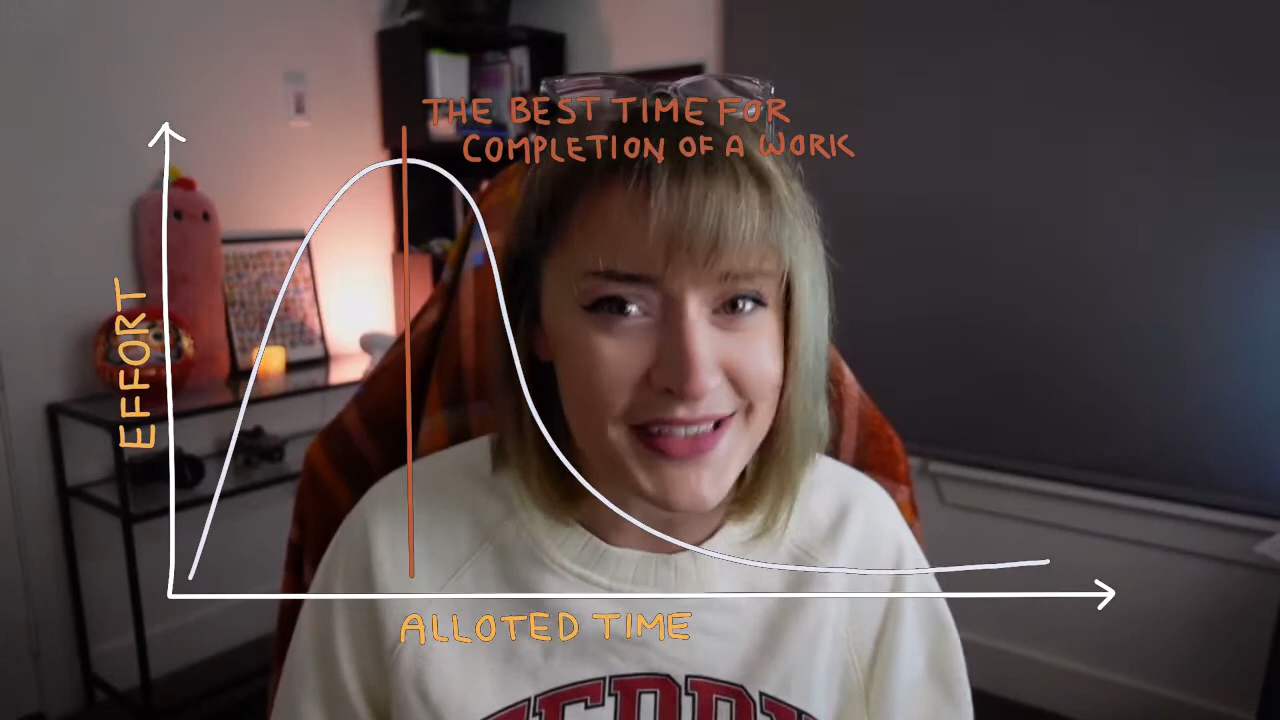 THE BEST TIME FOR
COMPLETION OF A WORK
EFFORT
ALLOTED TIME